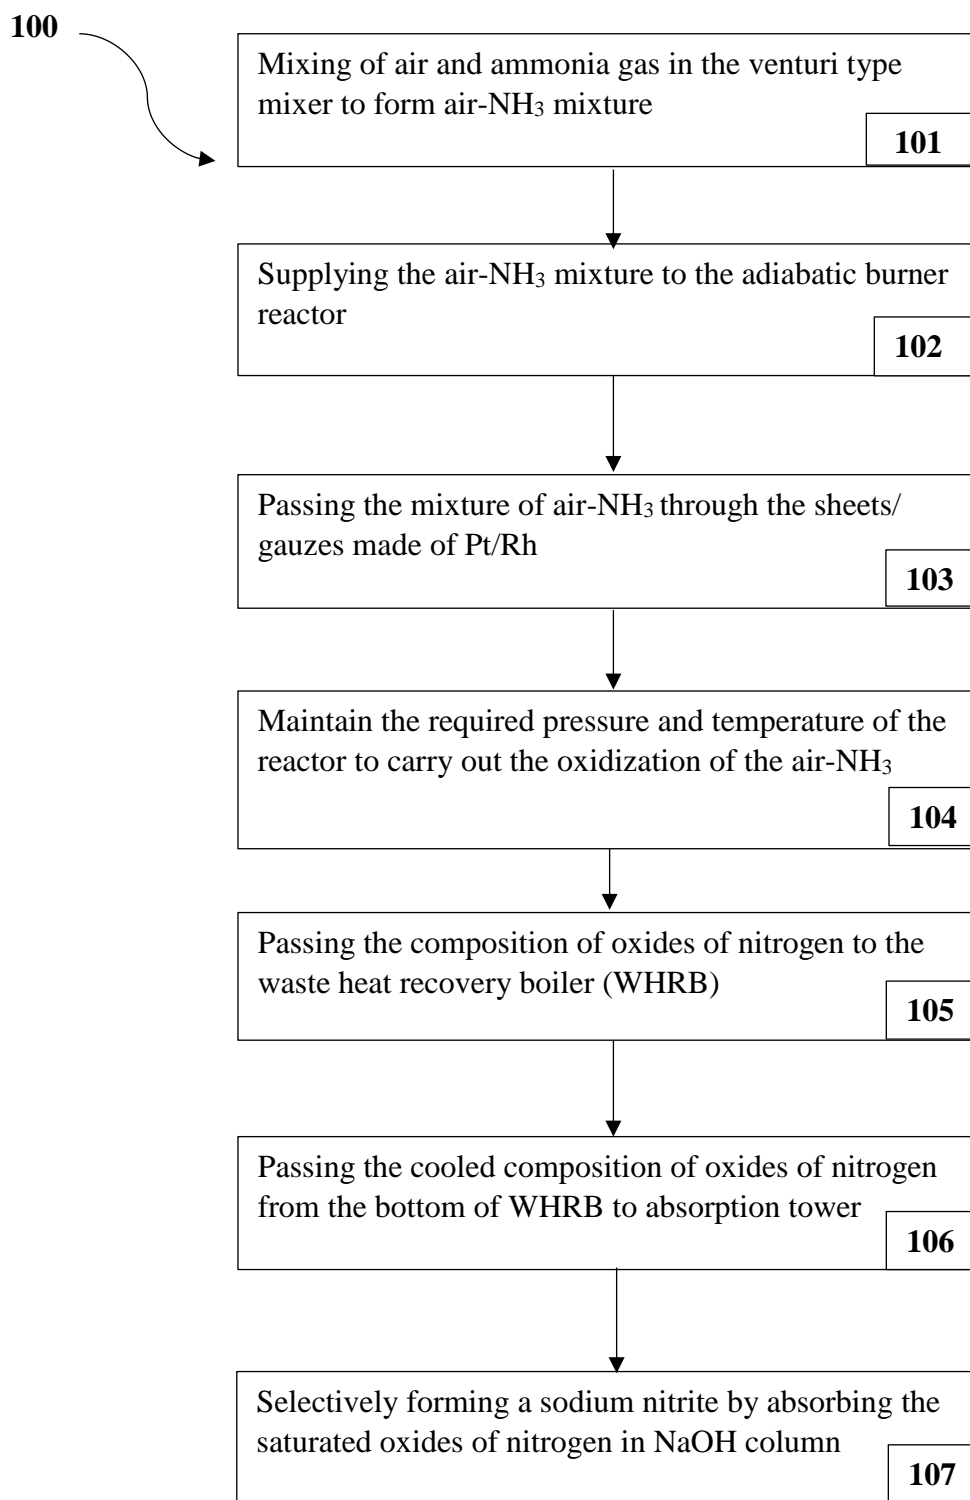 100
Mixing of air and ammonia gas in the venturi type
mixer to form air-NH₃ mixture
101
Supplying the air-NH₃ mixture to the adiabatic burner
reactor
102
Passing the mixture of air-NH₃ through the sheets/
gauzes made of Pt/Rh
103
Maintain the required pressure and temperature of the
reactor to carry out the oxidization of the air-NH₃
104
Passing the composition of oxides of nitrogen to the
waste heat recovery boiler (WHRB)
105
Passing the cooled composition of oxides of nitrogen
from the bottom of WHRB to absorption tower
106
Selectively forming a sodium nitrite by absorbing the
saturated oxides of nitrogen in NaOH column
107